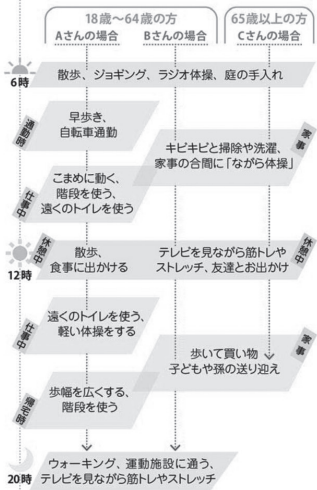 18歳〜64歳の方
65歳以上の方
Aさんの場合
Bさんの場合
Cさんの場合
6時
散歩、ジョギング、ラジオ体操、庭の手入れ
通勤時
早歩き、
自転車通勤
家事
キビキビと掃除や洗濯、
家事の合間に「ながら体操」
仕事中
こまめに動く、
階段を使う、
遠くのトイレを使う
12時
休憩中
散歩、
食事に出かける
テレビを見ながら筋トレや
ストレッチ、友達とお出かけ
休憩中
仕事中
遠くのトイレを使う、
軽い体操をする
家事
歩いて買い物
子どもや孫の送り迎え
帰宅時
歩幅を広くする、
階段を使う
20時
ウォーキング、運動施設に通う、
テレビを見ながら筋トレやストレッチ